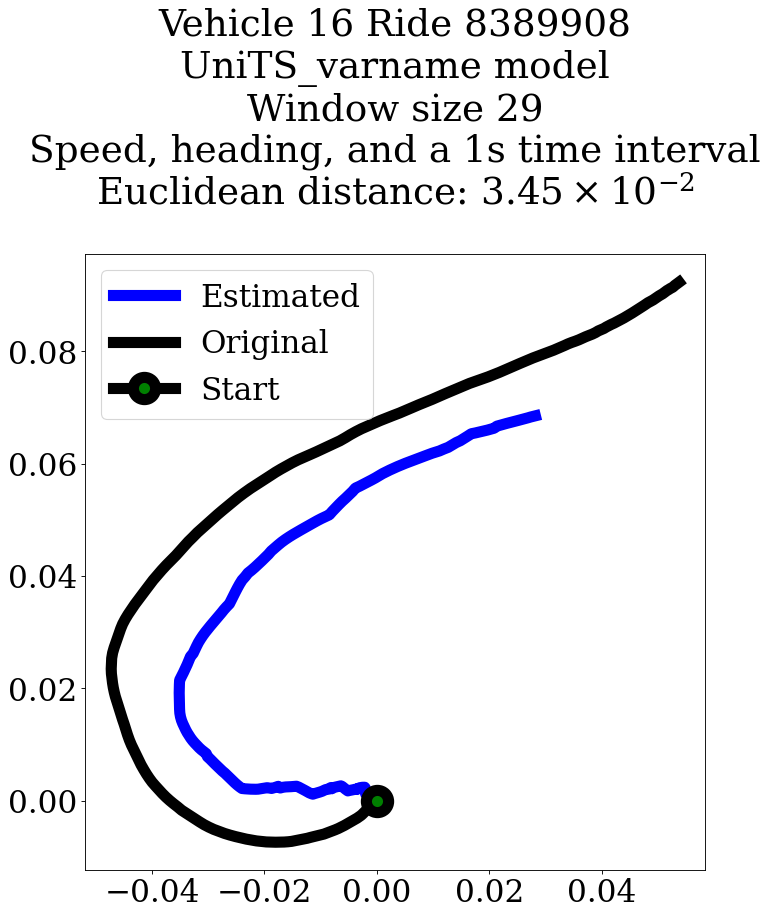 Vehicle 16 Ride 8389908
UniTS_varname model
Window size 29
Speed, heading, and a 1s time interval
Euclidean distance: 3.45 × 10⁻²
Estimated
Original
Start
0.08
0.06
0.04
0.02
0.00
−0.04 −0.02 0.00 0.02 0.04